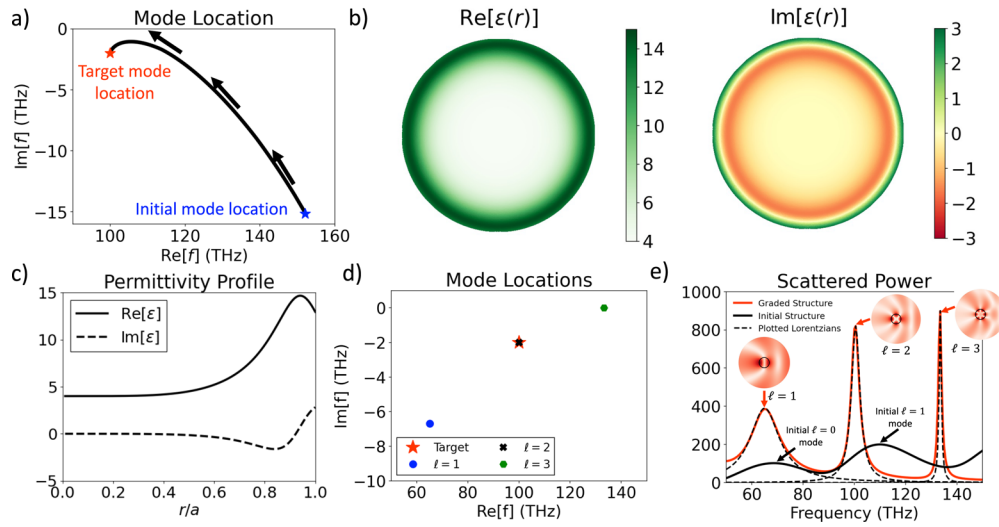 a)
Mode Location
0
−5
−10
−15
Im[f] (THz)
Target mode
location
Initial mode location
100
120
140
160
Re[f] (THz)
b)
Re[ε(r)]
14
12
10
8
6
4
Im[ε(r)]
3
2
1
0
−1
−2
−3
c)
Permittivity Profile
15
10
5
0
−5
Re[ε]
Im[ε]
0.0
0.2
0.4
0.6
0.8
1.0
r/a
d)
Mode Locations
0
−2
−4
−6
−8
−10
Im[f] (THz)
Target
ℓ = 2
ℓ = 1
ℓ = 3
60
80
100
120
140
Re[f] (THz)
e)
Scattered Power
1000
800
600
400
200
0
Graded Structure
Initial Structure
Plotted Lorentzians
ℓ = 1
ℓ = 2
ℓ = 3
Initial ℓ = 0
mode
Initial ℓ = 1
mode
60
80
100
120
140
Frequency (THz)